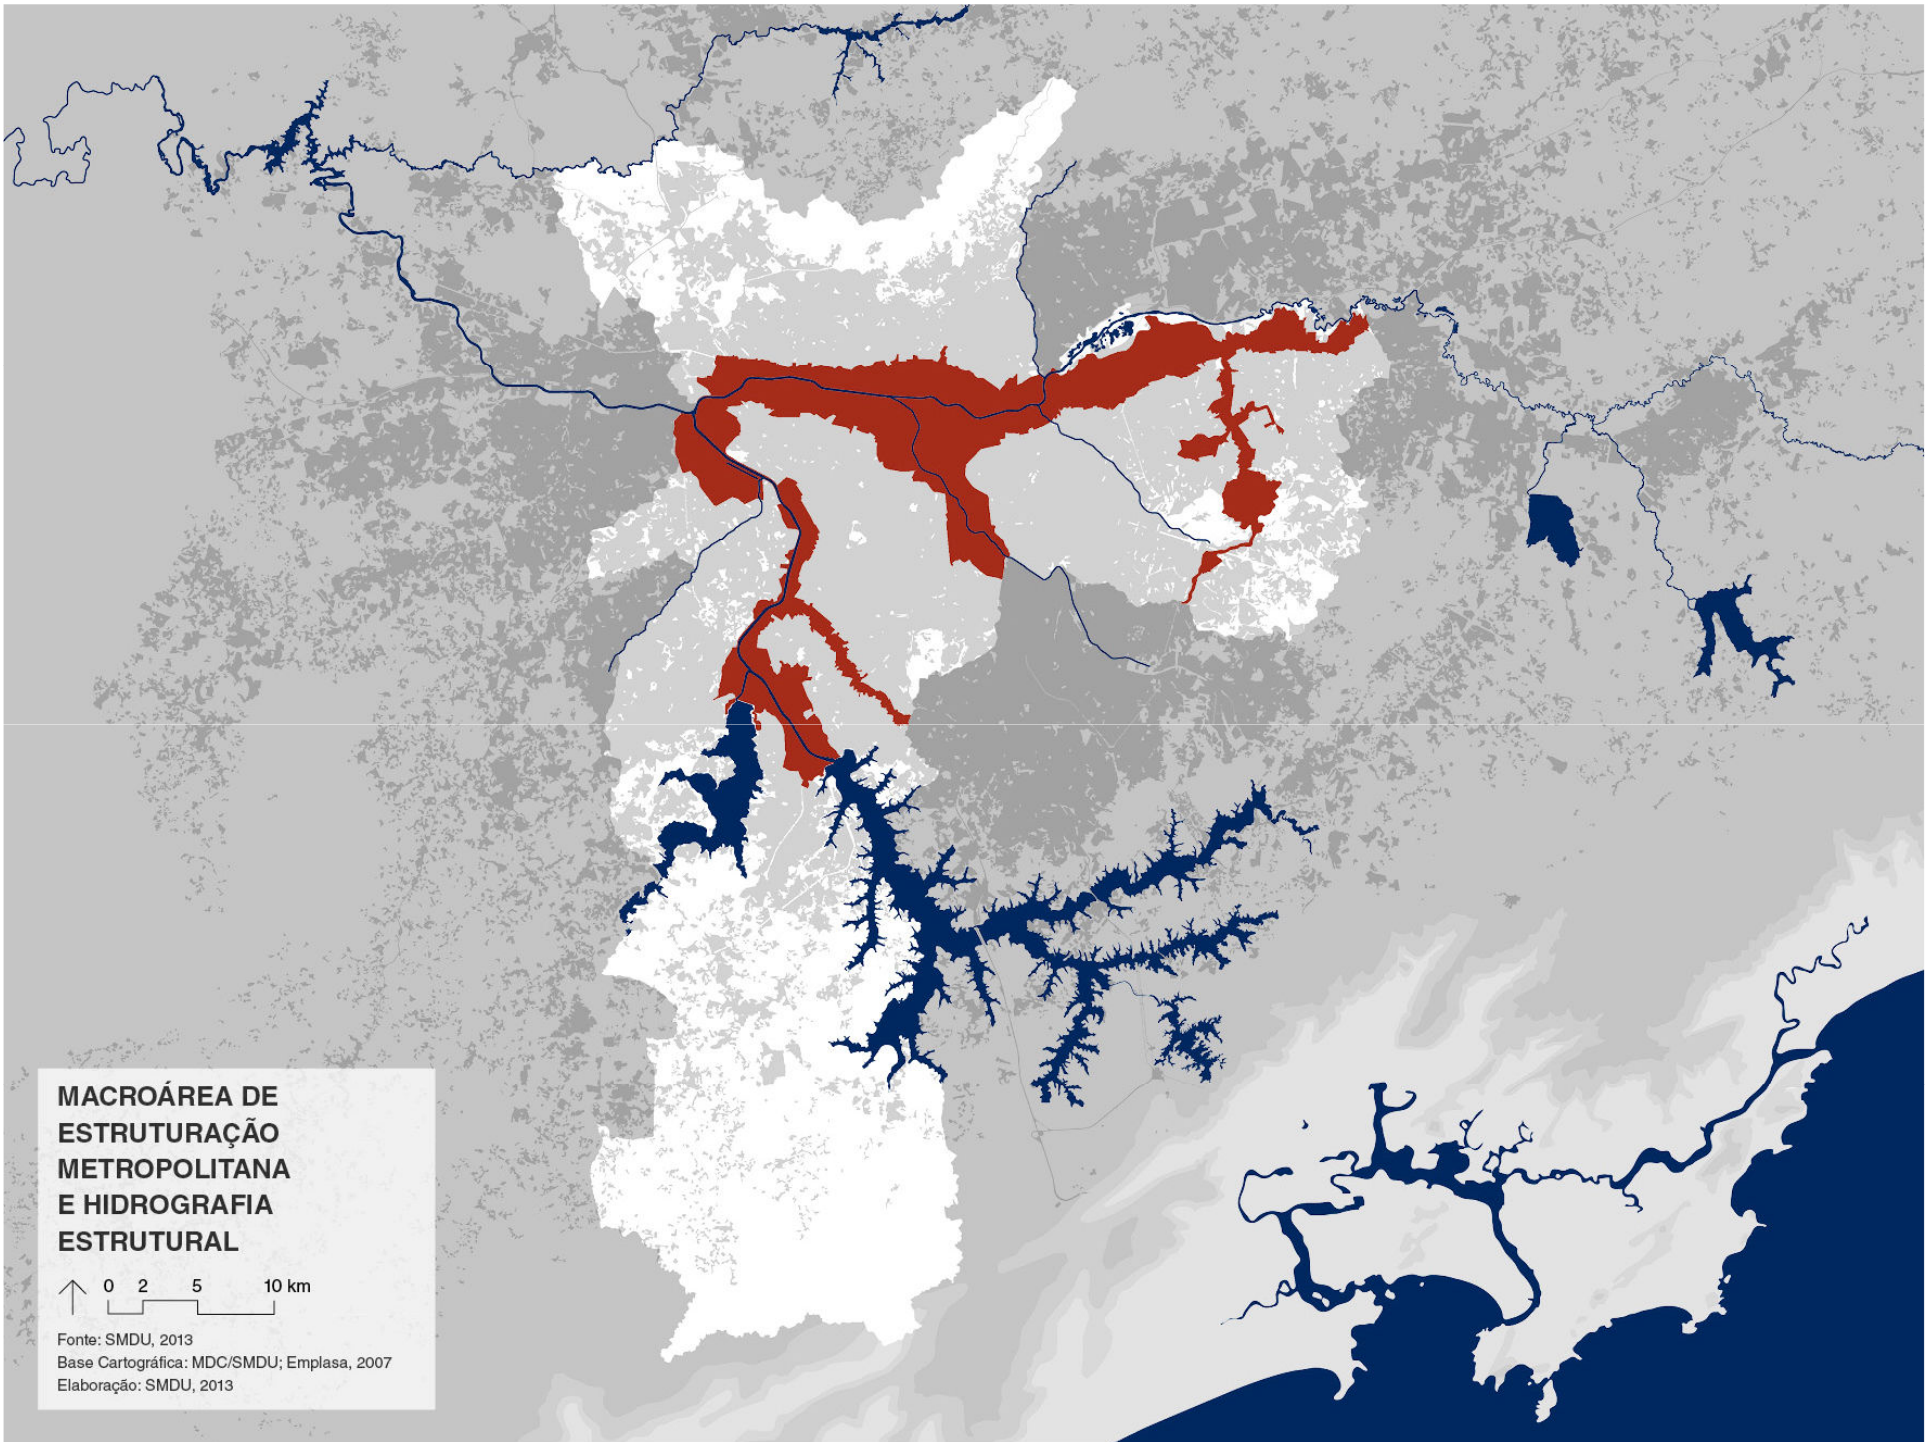 MACROÁREA DE
ESTRUTURAÇÃO
METROPOLITANA
E HIDROGRAFIA
ESTRUTURAL
0 2 5 10 km
Fonte: SMDU, 2013
Base Cartográfica: MDC/SMDU; Emplasa, 2007
Elaboração: SMDU, 2013